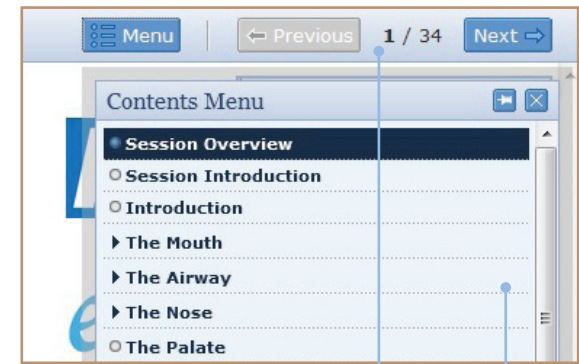 Menu Previous 1 / 34 Next
Contents Menu
Session Overview
Session Introduction
Introduction
The Mouth
The Airway
The Nose
The Palate
e